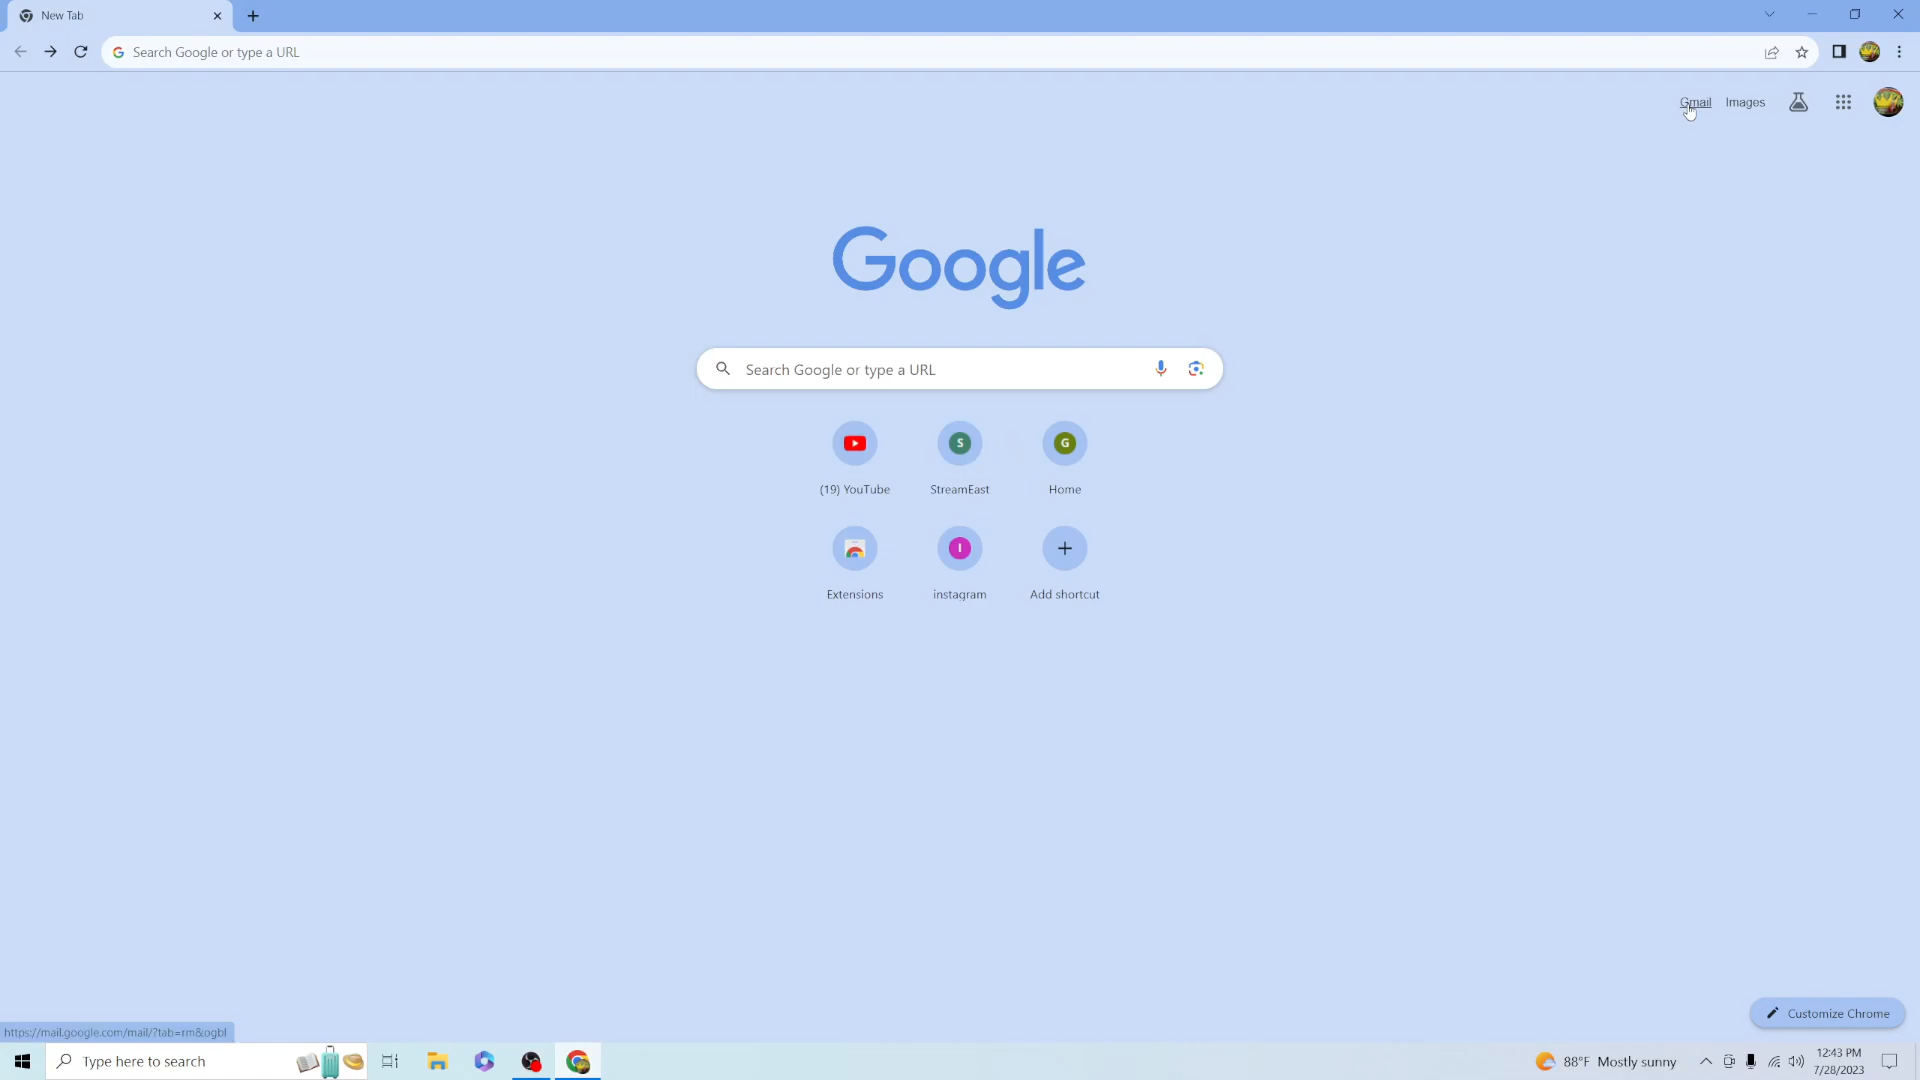 New Tab
Search Google or type a URL
Gmail Images
Google
Search Google or type a URL
S G
(19) YouTube StreamEast Home
I
Extensions instagram Add shortcut
Customize Chrome
https://mail.google.com/mail/?tab=rm&ogbl
Type here to search
88°F Mostly sunny
12:43 PM
7/28/2023